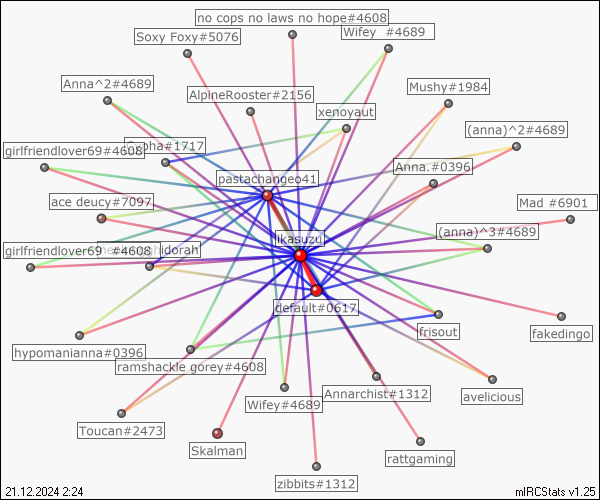 no cops no laws no hope#4608
Soxy Foxy#5076
Wifey #4689
Anna^2#4689
Mushy#1984
AlpineRooster#2156
xenoyaut
(anna)^2#4689
girlfriendlover69#4608
#1717
Anna.#0396
pastachangeo41
ace deucy#7097
Mad #6901
(anna)^3#4689
ikasuzu
girlfriendlover69 #4608
idorah
default#0617
frisout
fakedingo
hypomanianna#0396
ramshackle gorey#4608
avelicious
Annarchist#1312
Wifey#4689
Toucan#2473
Skalman
rattgaming
zibbits#1312
21.12.2024 2:24
mIRCStats v1.25